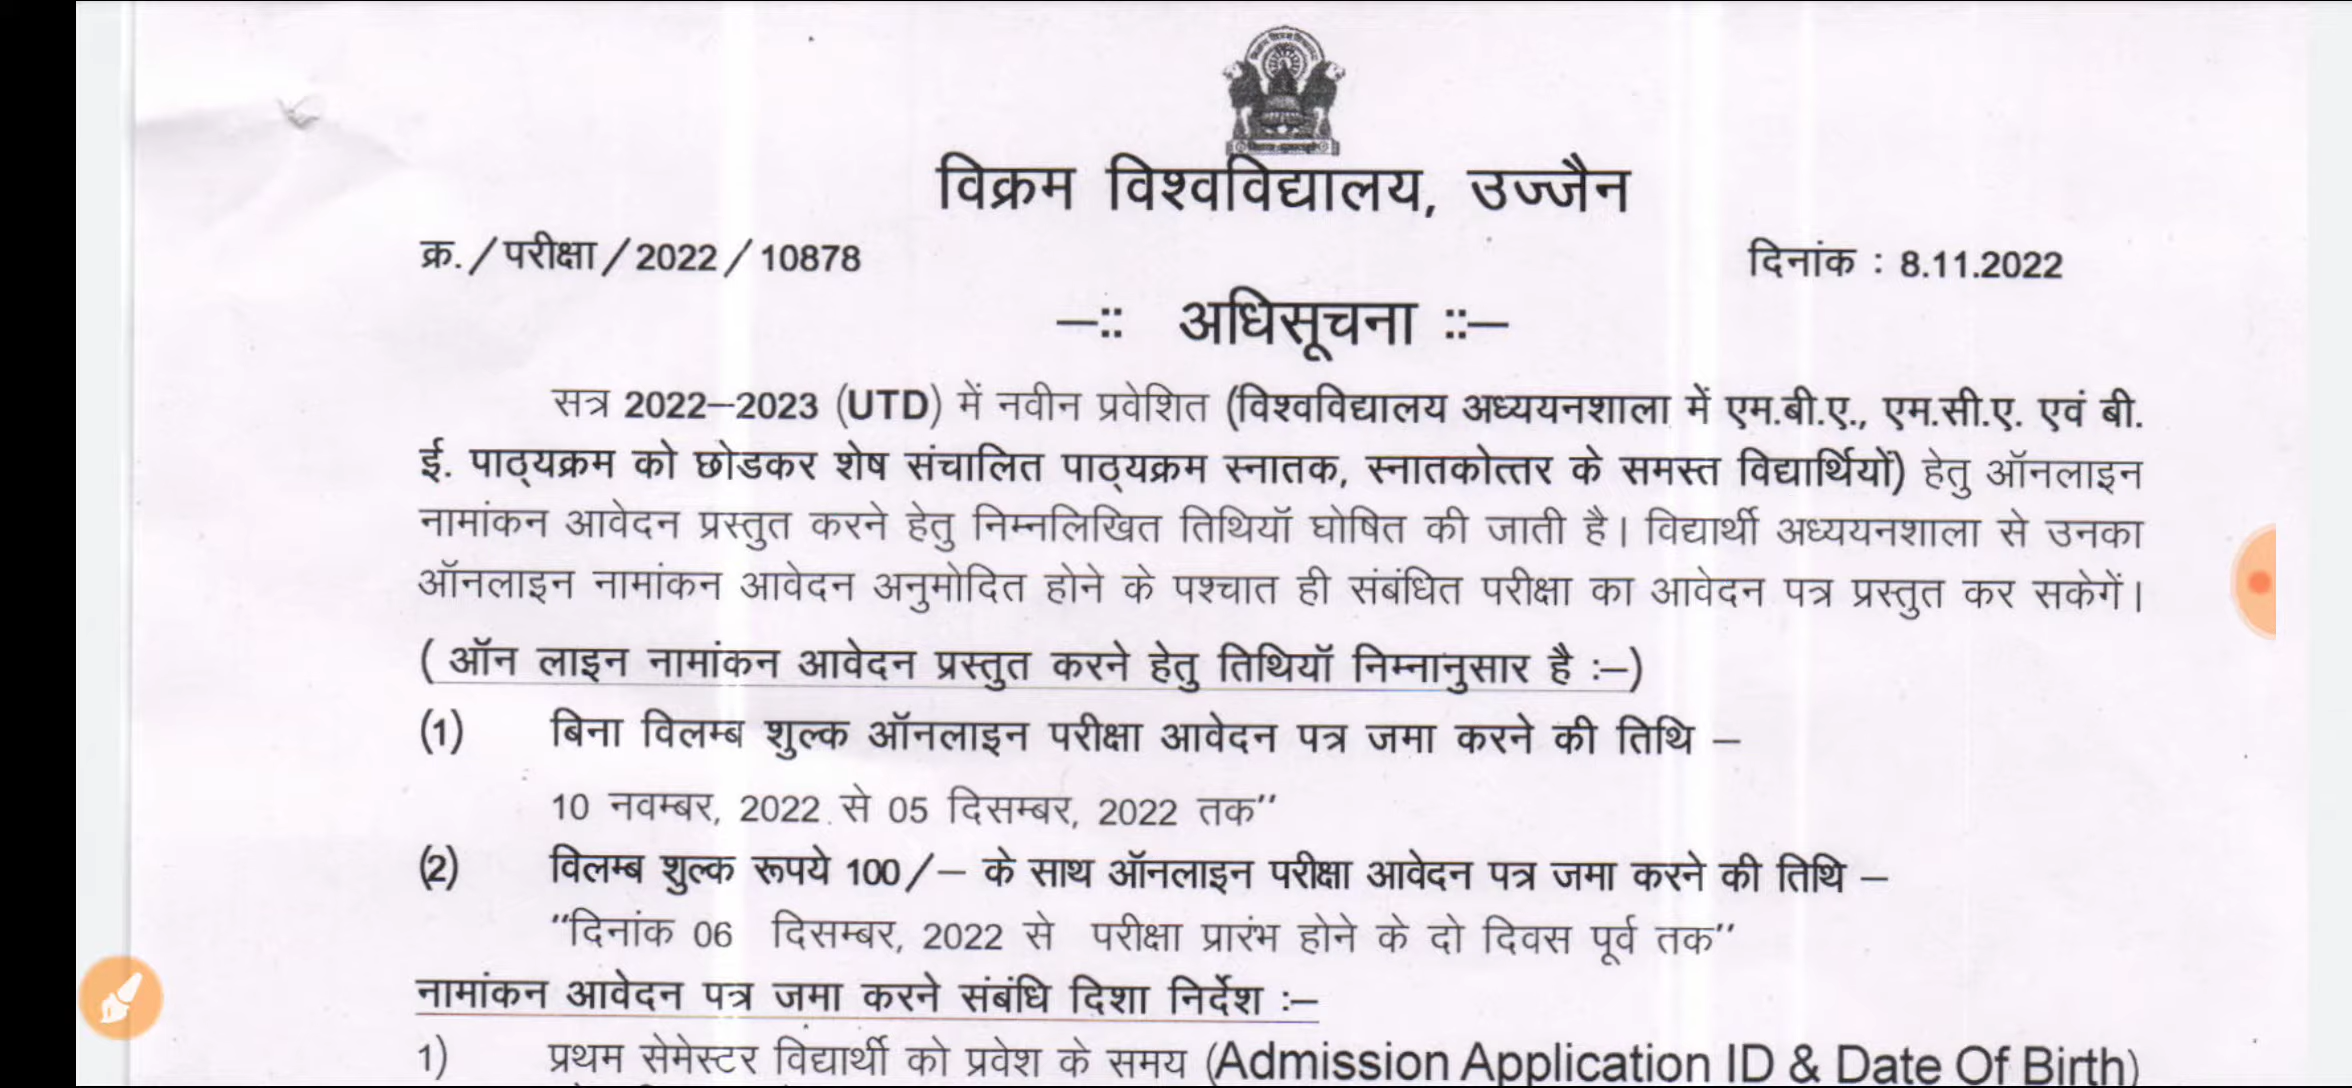 विक्रम विश्वविद्यालय, उज्जैन
क्र./परीक्षा/2022/10878 दिनांक : 8.11.2022
–:: अधिसूचना ::–
सत्र 2022–2023 (UTD) में नवीन प्रवेशित (विश्वविद्यालय अध्ययनशाला में एम.बी.ए., एम.सी.ए. एवं बी.
ई. पाठ्यक्रम को छोडकर शेष संचालित पाठ्यक्रम स्नातक, स्नातकोत्तर के समस्त विद्यार्थियों) हेतु ऑनलाइन
नामांकन आवेदन प्रस्तुत करने हेतु निम्नलिखित तिथियॉ घोषित की जाती है। विद्यार्थी अध्ययनशाला से उनका
ऑनलाइन नामांकन आवेदन अनुमोदित होने के पश्चात ही संबंधित परीक्षा का आवेदन पत्र प्रस्तुत कर सकेगें।
( ऑन लाइन नामांकन आवेदन प्रस्तुत करने हेतु तिथियॉ निम्नानुसार है :–)
(1) बिना विलम्ब शुल्क ऑनलाइन परीक्षा आवेदन पत्र जमा करने की तिथि –
10 नवम्बर, 2022 से 05 दिसम्बर, 2022 तक’’
(2) विलम्ब शुल्क रूपये 100/– के साथ ऑनलाइन परीक्षा आवेदन पत्र जमा करने की तिथि –
‘‘दिनांक 06 दिसम्बर, 2022 से परीक्षा प्रारंभ होने के दो दिवस पूर्व तक’’
नामांकन आवेदन पत्र जमा करने संबंधि दिशा निर्देश :–
1) प्रथम सेमेस्टर विद्यार्थी को प्रवेश के समय (Admission Application ID & Date Of Birth)